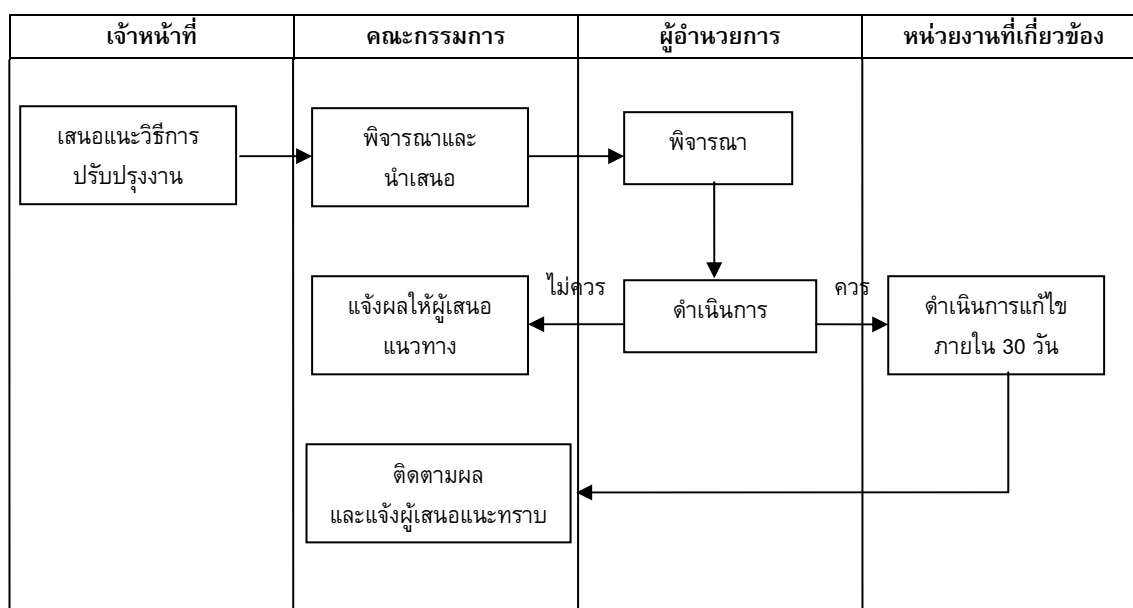 เจ้าหน้าที่ คณะกรรมการ ผู้อำนวยการ หน่วยงานที่เกี่ยวข้อง
เสนอแนะวิธีการ
ปรับปรุงงาน
พิจารณาและ
นำเสนอ
พิจารณา
แจ้งผลให้ผู้เสนอ
แนวทาง
ไม่ควร
ดำเนินการ
ควร
ดำเนินการแก้ไข
ภายใน 30 วัน
ติดตามผล
และแจ้งผู้เสนอแนะทราบ